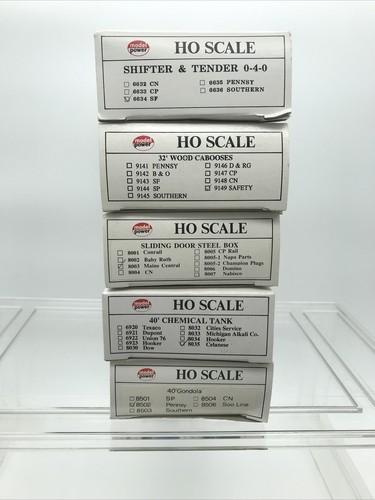 model power
HO SCALE
SHIFTER & TENDER 0-4-0
6632 CN 6635 PENNSY
6633 CP 6636 SOUTHERN
6634 SF
model power
HO SCALE
32' WOOD CABOOSES
9141 PENNSY 9146 D & RG
9142 B & O 9147 CP
9143 SF 9148 CN
9144 SP 9149 SAFETY
9145 SOUTHERN
model power
HO SCALE
SLIDING DOOR STEEL BOX
8001 Conrail 8005 CP Rail
8002 Baby Ruth 8005-1 Napa Parts
8003 Maine Central 8005-2 Champion Plugs
8004 CN 8006 Domino
8007 Nabisco
model power
HO SCALE
40' CHEMICAL TANK
6920 Texaco 8032 Cities Service
6921 Dupont 8033 Michigan Alkali Co.
6922 Union 76 8034 Hooker
6923 Hooker 8035 Celanese
8030 Dow
model power
HO SCALE
40' Gondola
8501 SP 8504 CN
8502 Pennsy 8506 Soo Line
8503 Southern